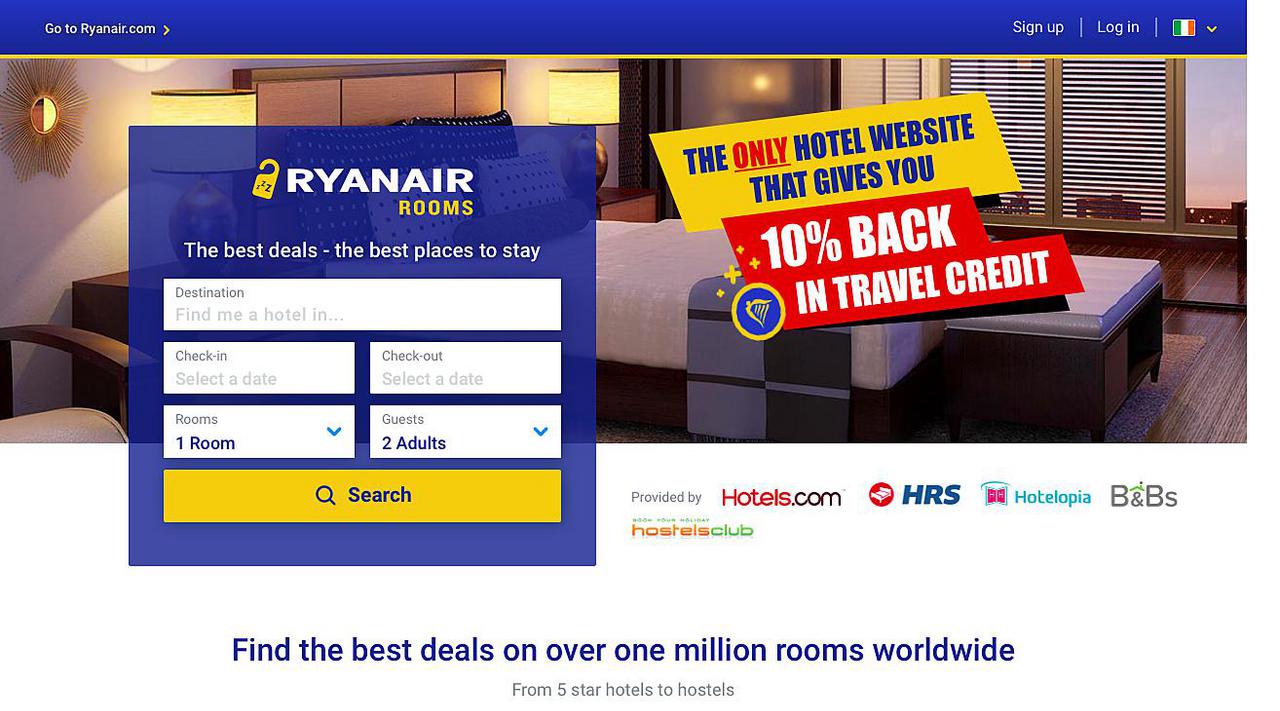 Go to Ryanair.com
Sign up
Log in
THE ONLY HOTEL WEBSITE
THAT GIVES YOU
10% BACK
IN TRAVEL CREDIT
zzz
RYANAIR
ROOMS
The best deals - the best places to stay
Destination
Find me a hotel in...
Check-in
Check-out
Select a date
Select a date
Rooms
Guests
1 Room
2 Adults
Search
Provided by
Hotels.com
HRS
Hotelopia
B&Bs
BOOK YOUR HOLIDAY
hostelsclub
Find the best deals on over one million rooms worldwide
From 5 star hotels to hostels